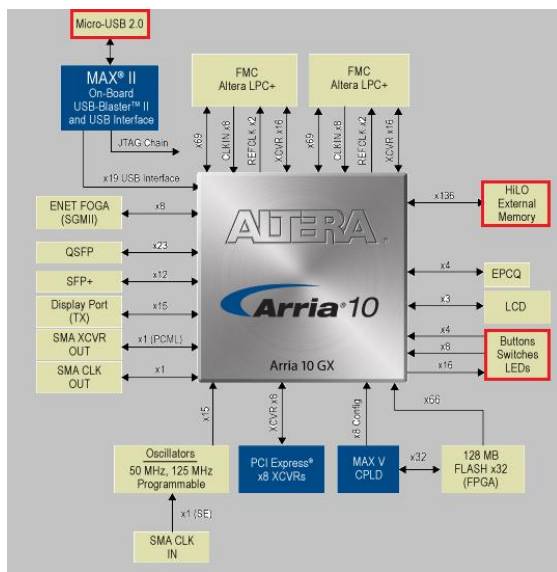 Micro-USB 2.0
MAX® II
On-Board
USB-Blaster™ II
and USB Interface
JTAG Chain
x19 USB Interface
FMC
Altera LPC+
FMC
Altera LPC+
x69
CLKIN x8
REFCLK x2
XCVR x16
x69
CLKIN x8
REFCLK x2
XCVR x16
ENET FOGA
(SGMII)
x8
QSFP
x23
SFP+
x12
Display Port
(TX)
x15
SMA XCVR
OUT
x1 (PCML)
SMA CLK
OUT
x1
ALTERA®
Arria® 10
Arria 10 GX
x136
HiLO
External
Memory
x4
EPCQ
x3
LCD
x4
x8
x16
Buttons
Switches
LEDs
x15
XCVR x8
x8 Config
x66
Oscillators
50 MHz, 125 MHz
Programmable
PCI Express®
x8 XCVRs
MAX V
CPLD
x32
128 MB
FLASH x32
(FPGA)
x1 (SE)
SMA CLK
IN